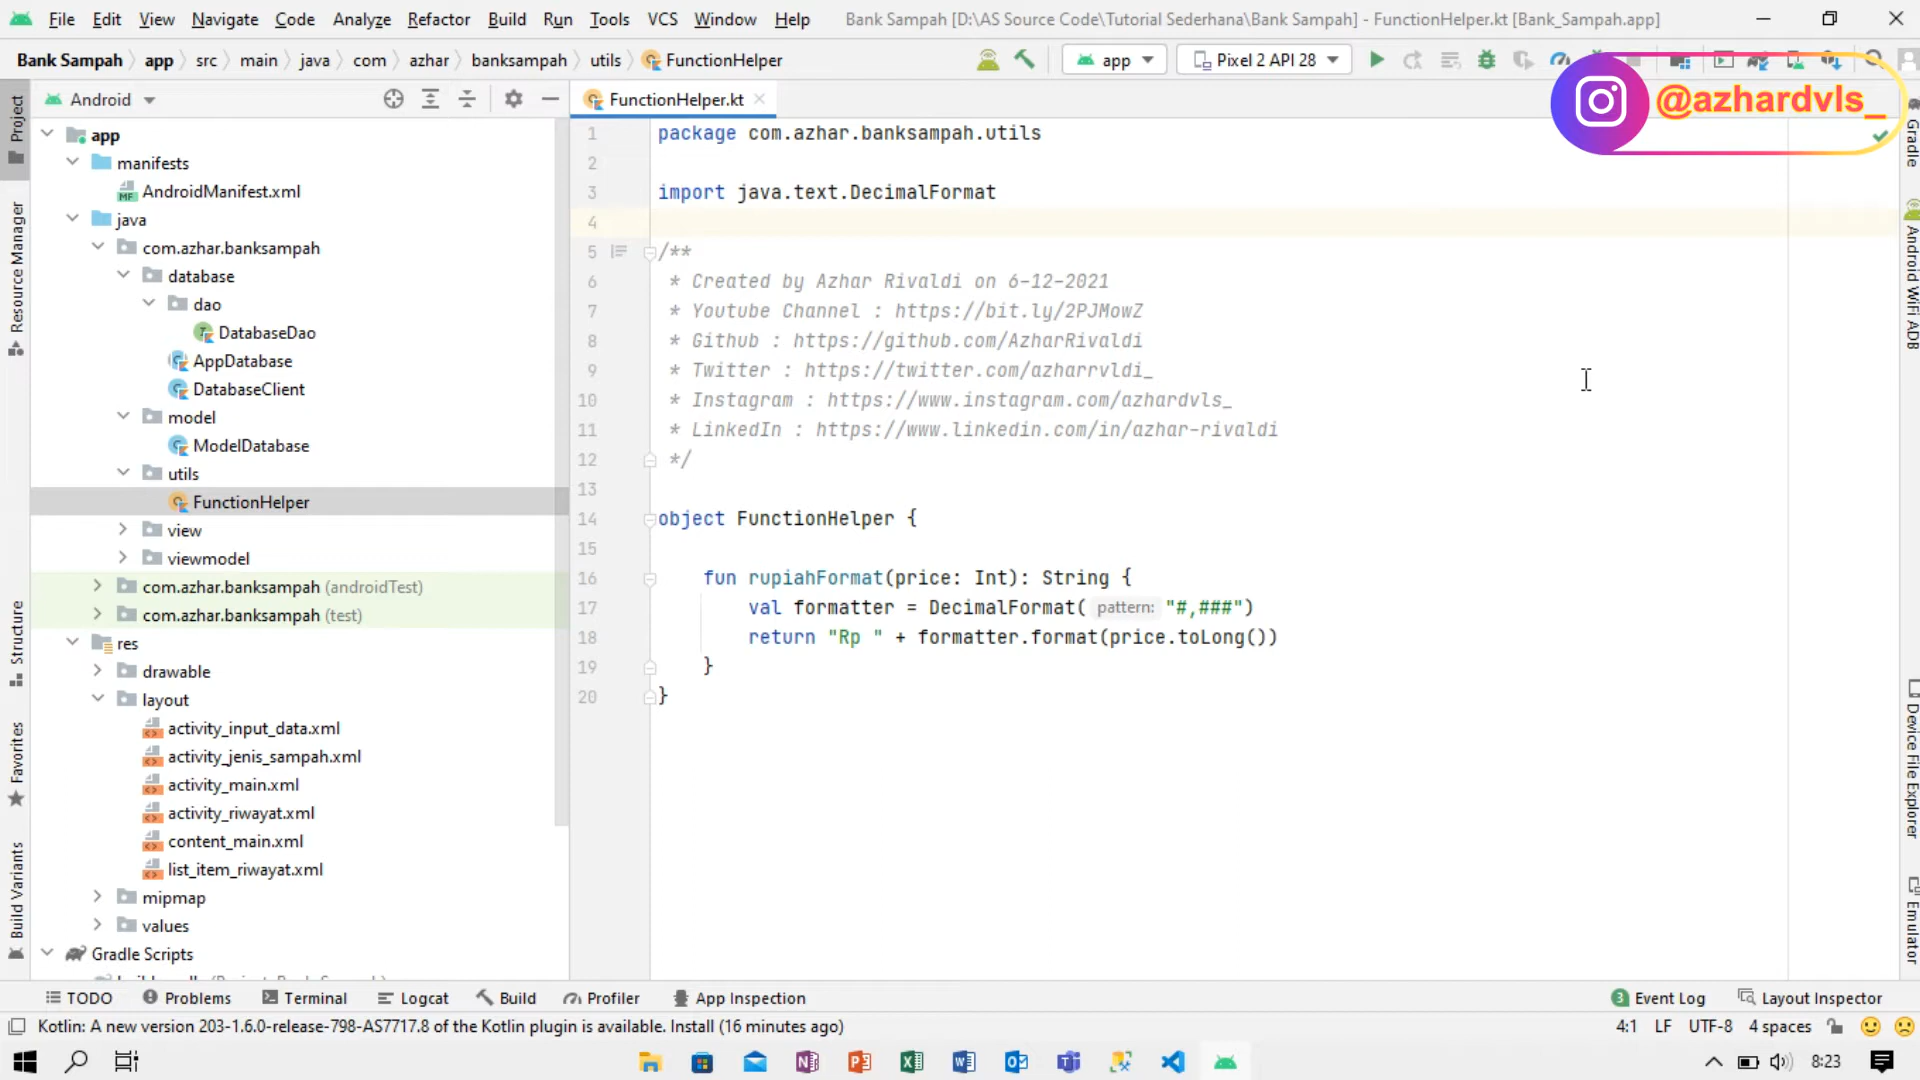 File Edit View Navigate Code Analyze Refactor Build Run Tools VCS Window Help Bank Sampah [D:\AS Source Code\Tutorial Sederhana\Bank Sampah] - FunctionHelper.kt [Bank_Sampah.app]
Bank Sampah app src main java com azhar banksampah utils FunctionHelper app Pixel 2 API 28
@azhardvls_
Android FunctionHelper.kt
Project
Resource Manager
Structure
Favorites
Build Variants
app
manifests
AndroidManifest.xml
java
com.azhar.banksampah
database
dao
DatabaseDao
AppDatabase
DatabaseClient
model
ModelDatabase
utils
FunctionHelper
view
viewmodel
com.azhar.banksampah (androidTest)
com.azhar.banksampah (test)
res
drawable
layout
activity_input_data.xml
activity_jenis_sampah.xml
activity_main.xml
activity_riwayat.xml
content_main.xml
list_item_riwayat.xml
mipmap
values
Gradle Scripts
1 package com.azhar.banksampah.utils
2
3 import java.text.DecimalFormat
4
5 /**
6 * Created by Azhar Rivaldi on 6-12-2021
7 * Youtube Channel : https://bit.ly/2PJMowZ
8 * Github : https://github.com/AzharRivaldi
9 * Twitter : https://twitter.com/azharrvldi_
10 * Instagram : https://www.instagram.com/azhardvls_
11 * LinkedIn : https://www.linkedin.com/in/azhar-rivaldi
12 */
13
14 object FunctionHelper {
15
16 fun rupiahFormat(price: Int): String {
17 val formatter = DecimalFormat( pattern: "#,###")
18 return "Rp " + formatter.format(price.toLong())
19 }
20 }
Gradle
Android WiFi ADB
Device File Explorer
Emulator
TODO Problems Terminal Logcat Build Profiler App Inspection 3 Event Log Layout Inspector
Kotlin: A new version 203-1.6.0-release-798-AS7717.8 of the Kotlin plugin is available. Install (16 minutes ago) 4:1 LF UTF-8 4 spaces
8:23